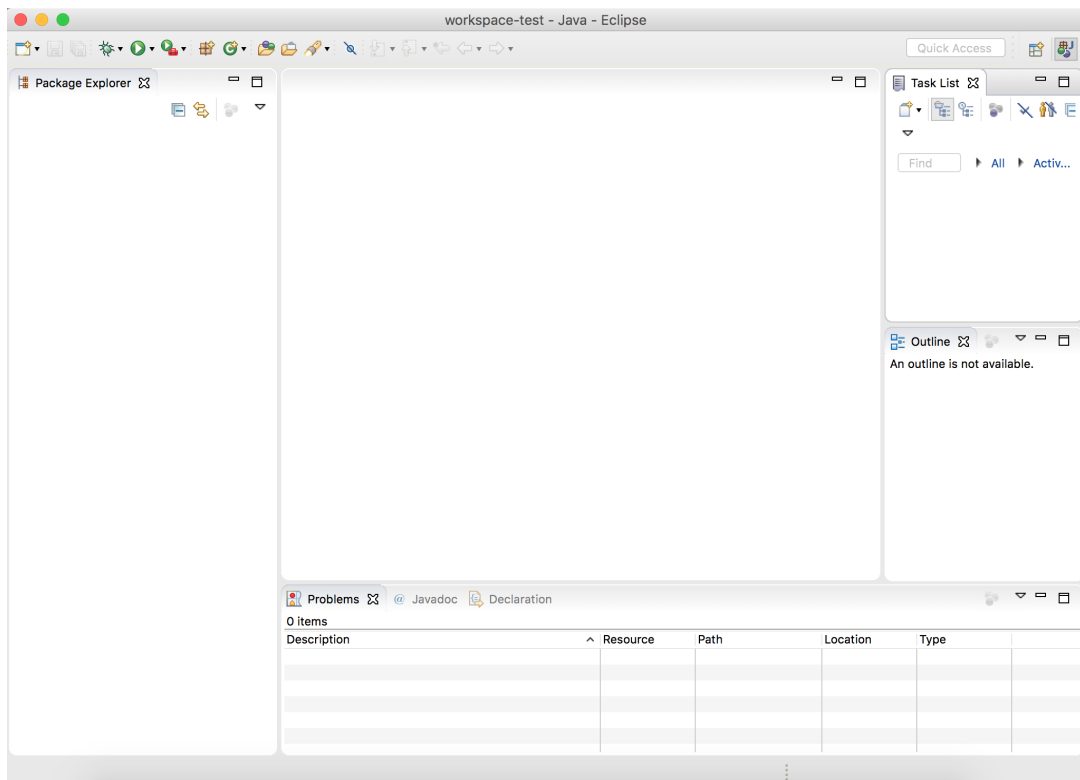 workspace-test - Java - Eclipse
Quick Access
Package Explorer
Task List
Find All Activ...
Outline
An outline is not available.
Problems @ Javadoc Declaration
0 items
Description Resource Path Location Type